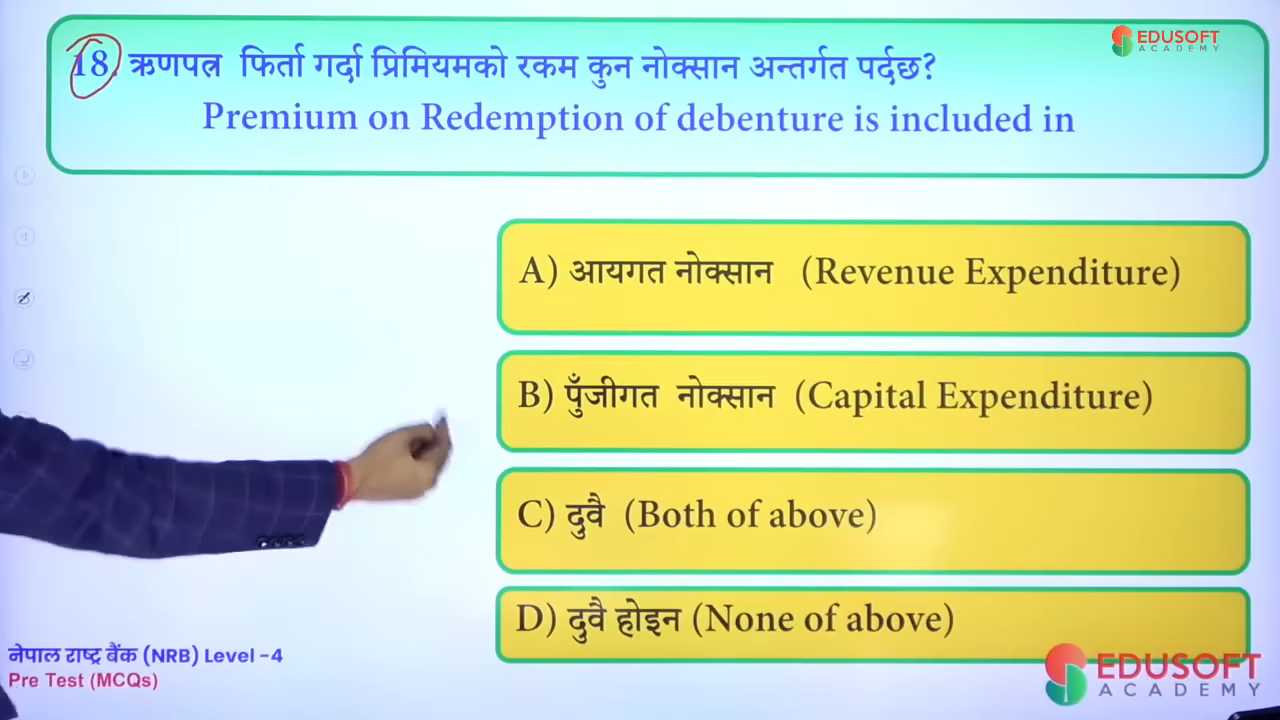 EDUSOFT
ACADEMY
18. ऋणपत्र फिर्ता गर्दा प्रिमियमको रकम कुन नोक्सान अन्तर्गत पर्दछ?
Premium on Redemption of debenture is included in
A) आयगत नोक्सान (Revenue Expenditure)
B) पुँजीगत नोक्सान (Capital Expenditure)
C) दुवै (Both of above)
D) दुवै होइन (None of above)
नेपाल राष्ट्र बैंक (NRB) Level -4
Pre Test (MCQs)
EDUSOFT
ACADEMY